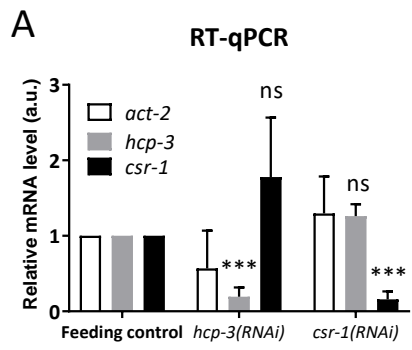 A
RT-qPCR
Relative mRNA level (a.u.)
3
2
1
0
act-2
hcp-3
csr-1
***
ns
ns
***
Feeding control hcp-3(RNAi) csr-1(RNAi)